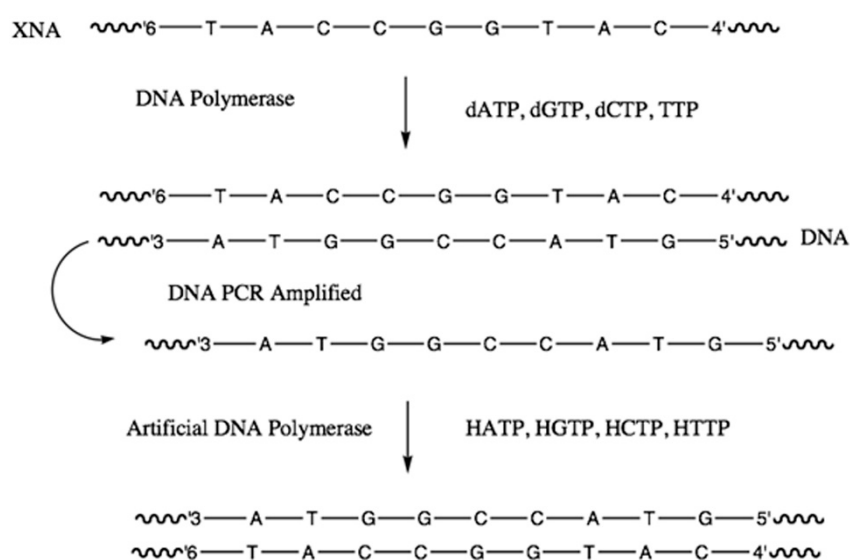 XNA '6—T—A—C—C—G—G—T—A—C—4'
DNA Polymerase dATP, dGTP, dCTP, TTP
'6—T—A—C—C—G—G—T—A—C—4'
'3—A—T—G—G—C—C—A—T—G—5' DNA
DNA PCR Amplified
'3—A—T—G—G—C—C—A—T—G—5'
Artificial DNA Polymerase HATP, HGTP, HCTP, HTTP
'3—A—T—G—G—C—C—A—T—G—5'
'6—T—A—C—C—G—G—T—A—C—4'